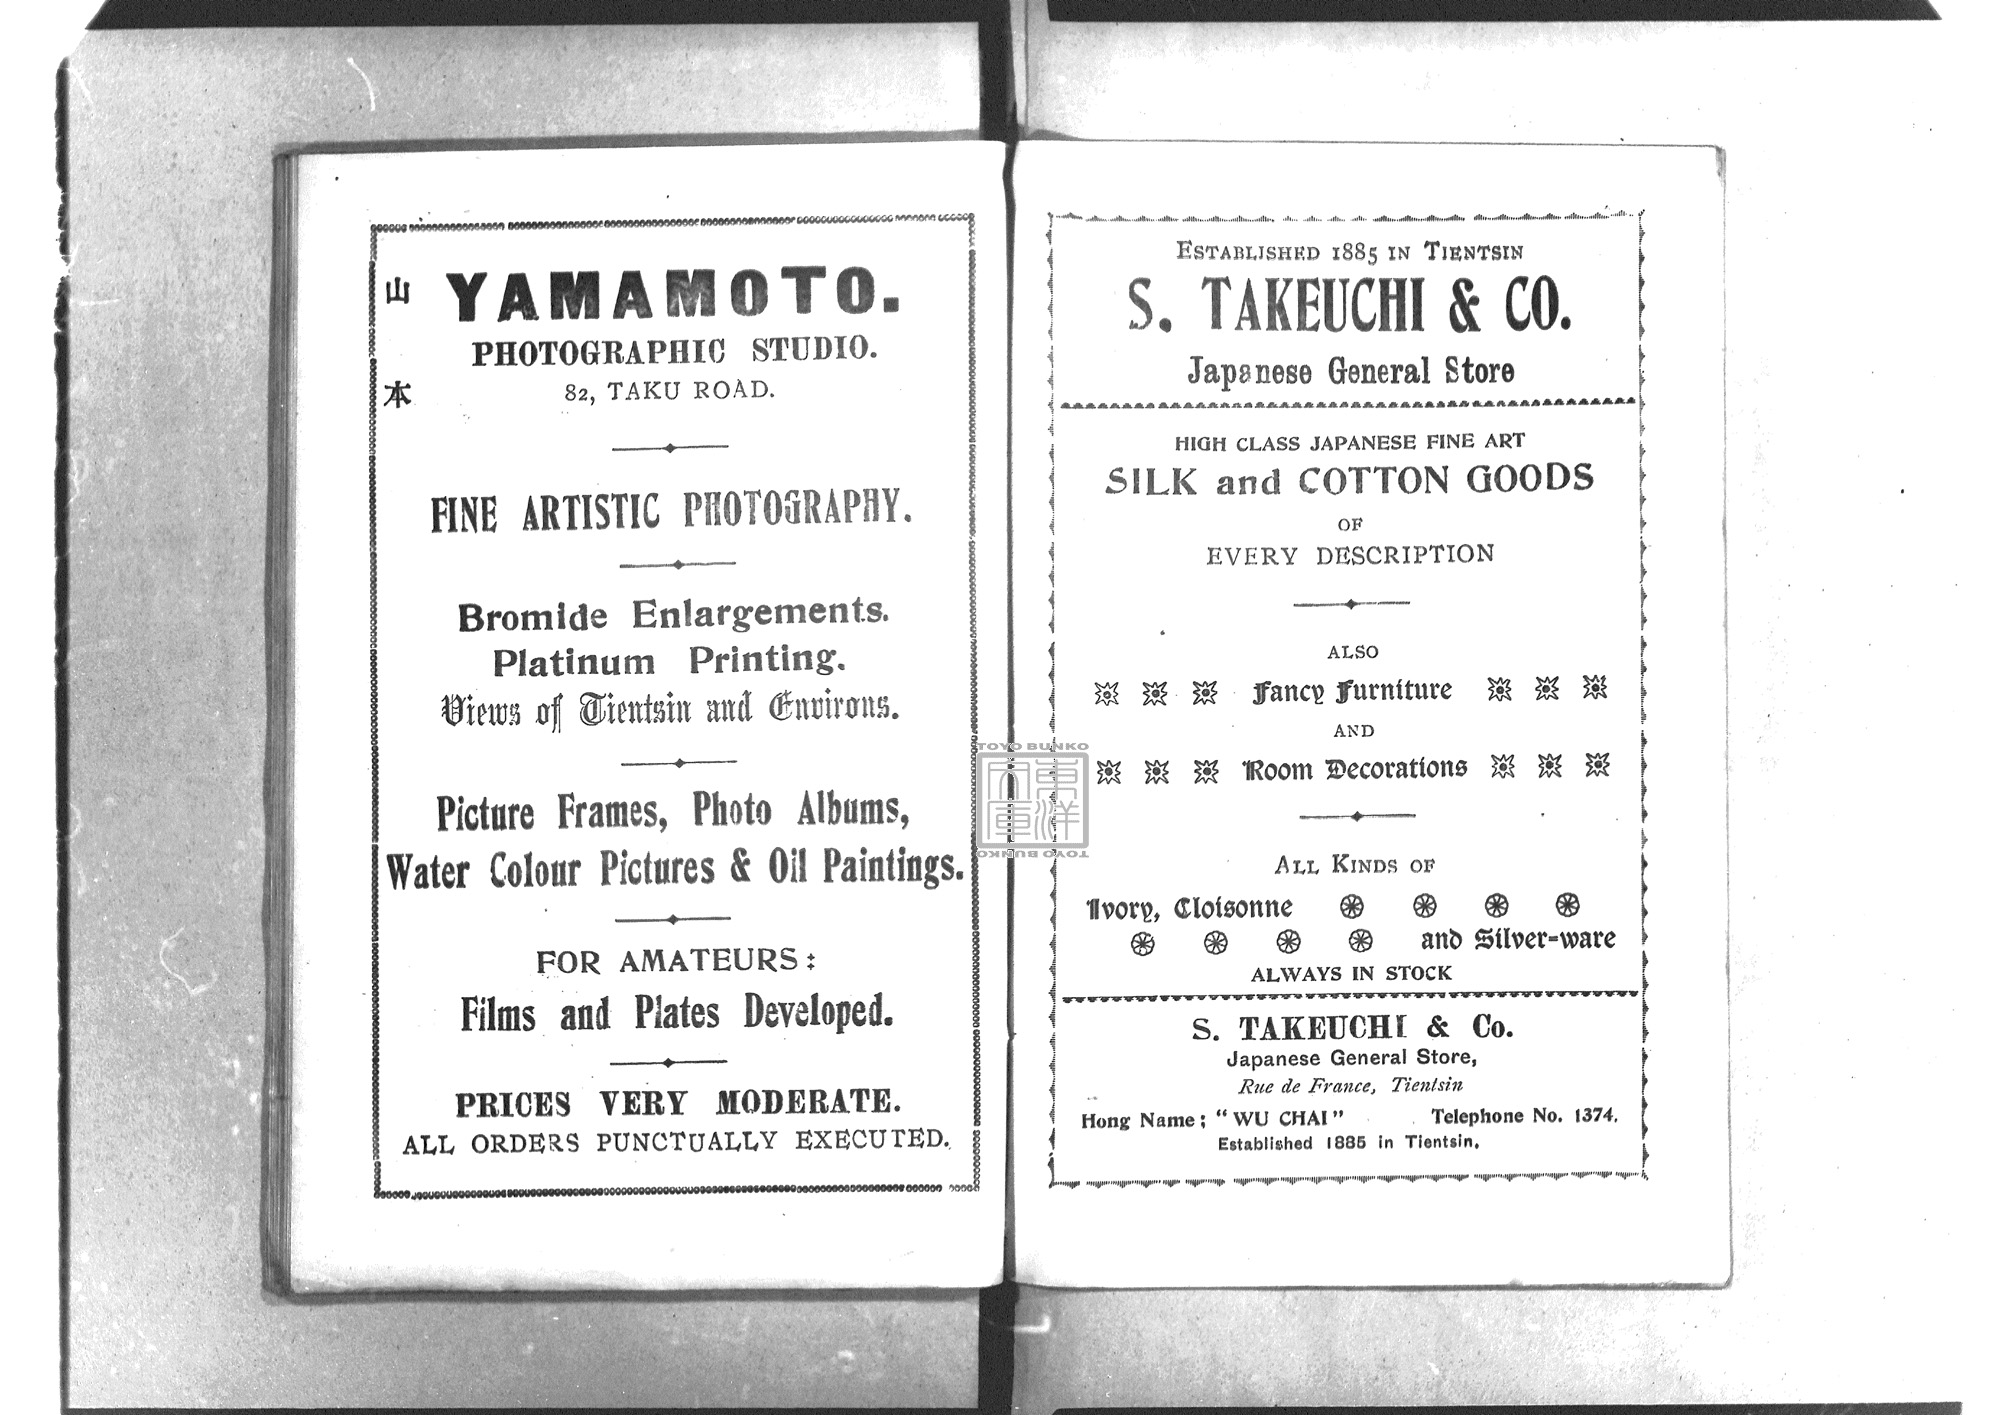 山本
YAMAMOTO.
PHOTOGRAPHIC STUDIO.
82, TAKU ROAD.
FINE ARTISTIC PHOTOGRAPHY.
Bromide Enlargements.
Platinum Printing.
Views of Tientsin and Environs.
Picture Frames, Photo Albums,
Water Colour Pictures & Oil Paintings.
FOR AMATEURS:
Films and Plates Developed.
PRICES VERY MODERATE.
ALL ORDERS PUNCTUALLY EXECUTED.
TOYO BUNKO
東洋文庫
TOYO BUNKO
ESTABLISHED 1885 IN TIENTSIN
S. TAKEUCHI & CO.
Japanese General Store
HIGH CLASS JAPANESE FINE ART
SILK and COTTON GOODS
OF
EVERY DESCRIPTION
ALSO
Fancy Furniture
AND
Room Decorations
ALL KINDS OF
Ivory, Cloisonne
and Silver=ware
ALWAYS IN STOCK
S. TAKEUCHI & Co.
Japanese General Store,
Rue de France, Tientsin
Hong Name; "WU CHAI" Telephone No. 1374.
Established 1885 in Tientsin.